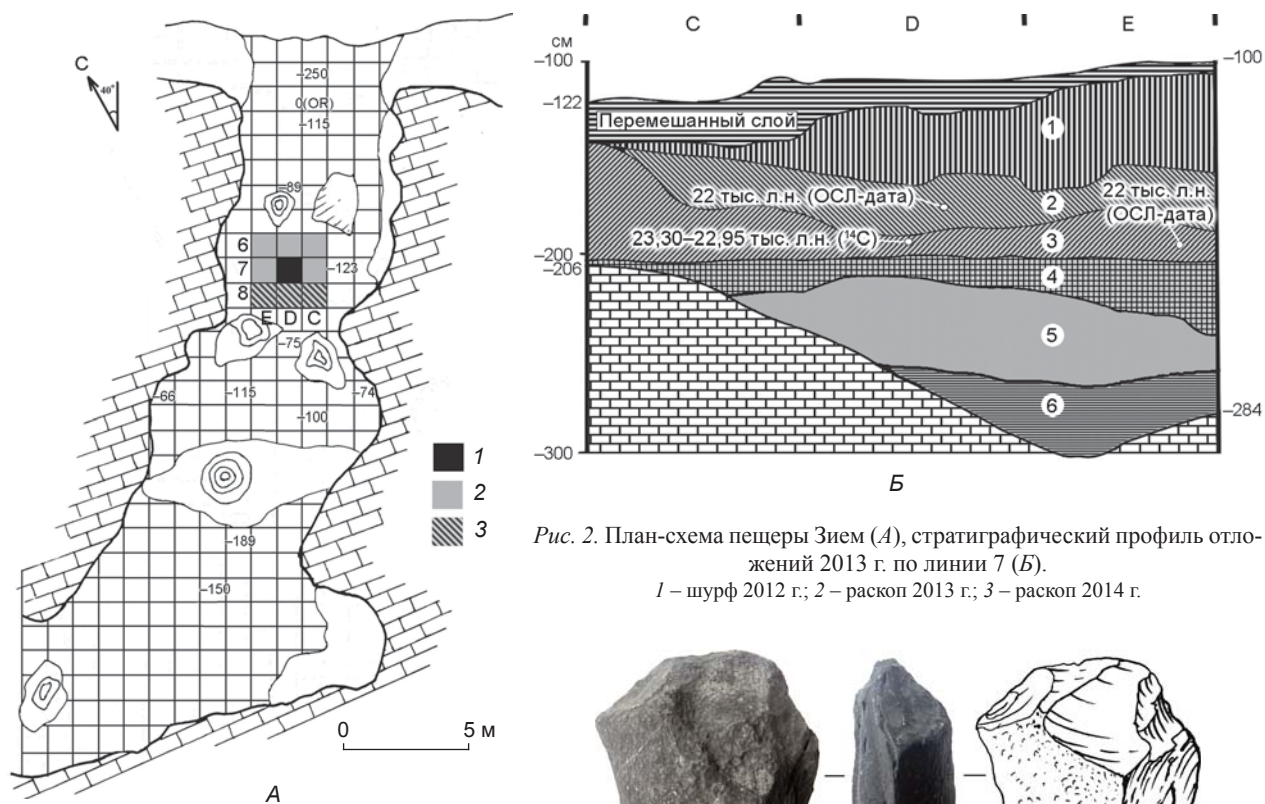 С
40°
–250
0(OR)
–115
–89
6
7
8
–123
E D C
–75
–66
–115
–74
–100
–189
–150
1
2
3
0 5 м
А
C D E
см
–100
–122
–200
–206
–300
–100
–284
Перемешанный слой
1
22 тыс. л.н. (ОСЛ-дата)
2
22 тыс. л.н.
(ОСЛ-дата)
23,30–22,95 тыс. л.н. (¹⁴C)
3
4
5
6
Б
Рис. 2. План-схема пещеры Зием (А), стратиграфический профиль отло-
жений 2013 г. по линии 7 (Б).
1 – шурф 2012 г.; 2 – раскоп 2013 г.; 3 – раскоп 2014 г.